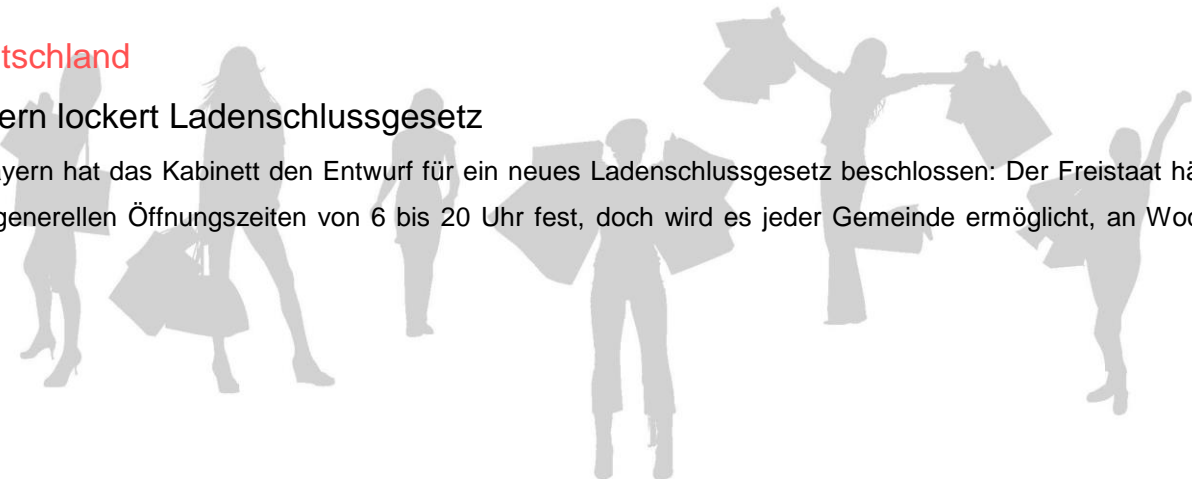 tschland
ern lockert Ladenschlussgesetz
ayern hat das Kabinett den Entwurf für ein neues Ladenschlussgesetz beschlossen: Der Freistaat hä
generellen Öffnungszeiten von 6 bis 20 Uhr fest, doch wird es jeder Gemeinde ermöglicht, an Woc